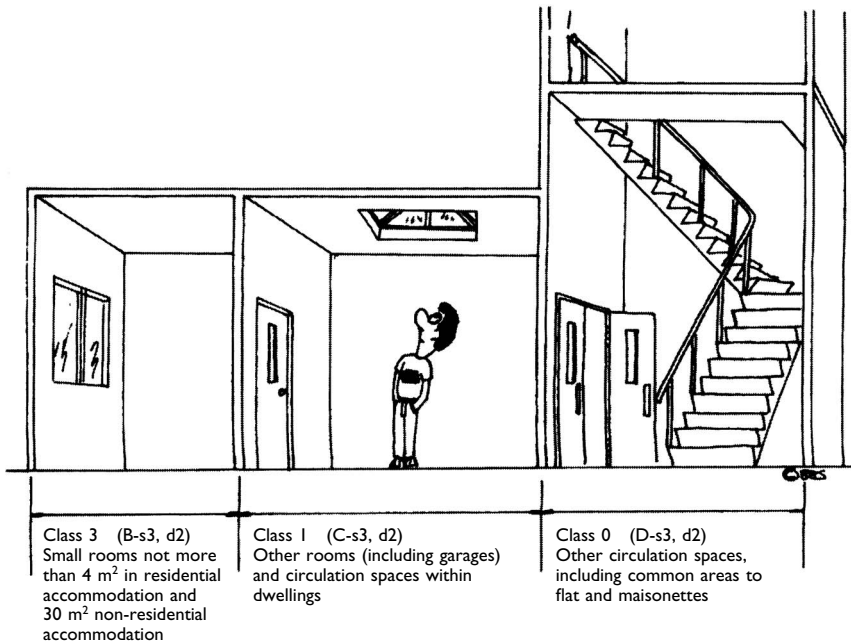 Class 3 (B-s3, d2)
Small rooms not more
than 4 m² in residential
accommodation and
30 m² non-residential
accommodation
Class 1 (C-s3, d2)
Other rooms (including garages)
and circulation spaces within
dwellings
Class 0 (D-s3, d2)
Other circulation spaces,
including common areas to
flat and maisonettes